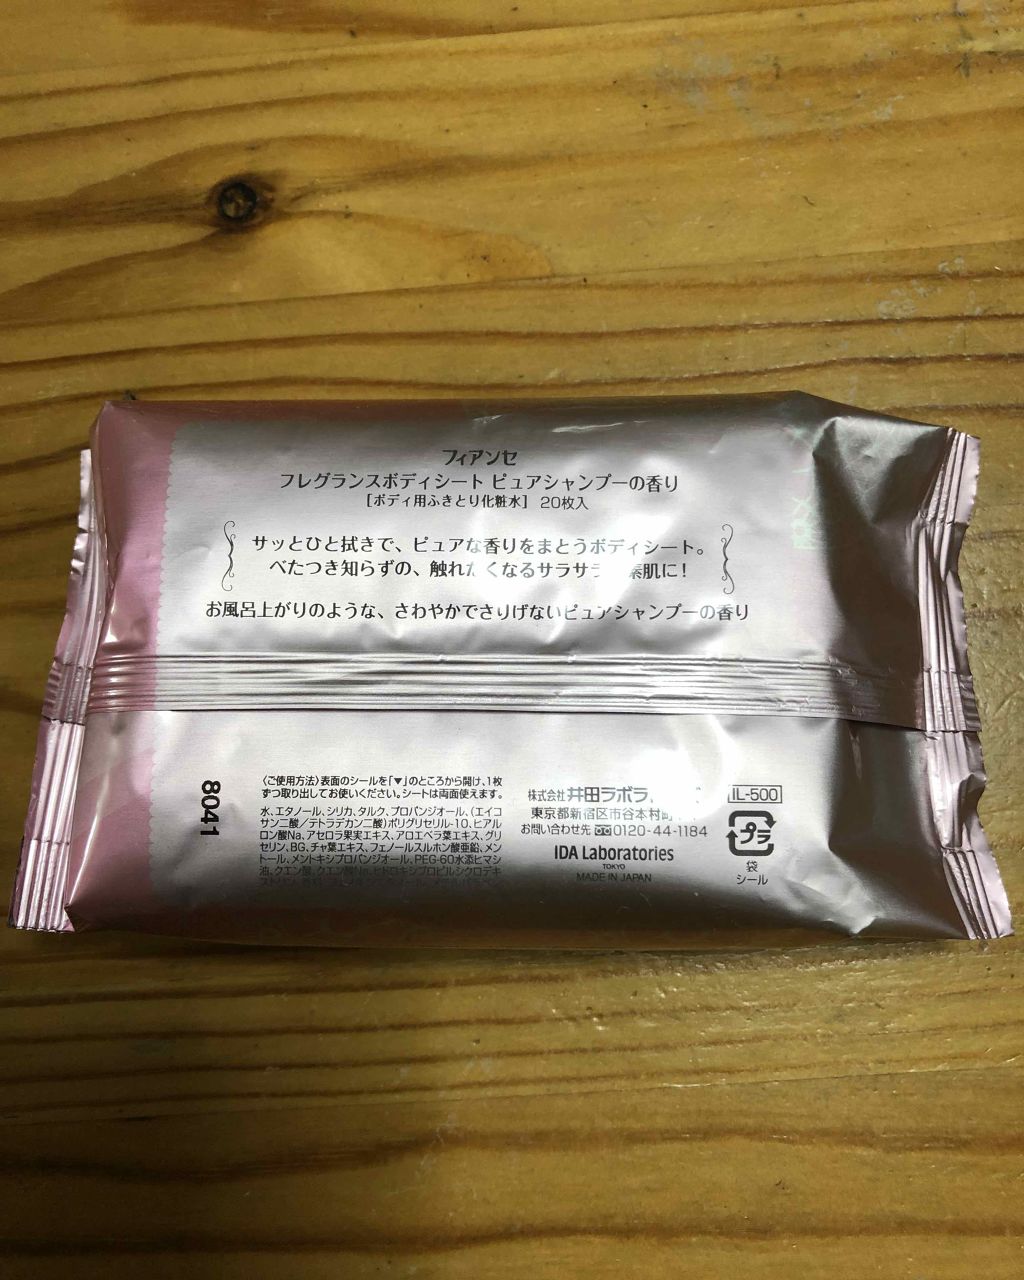 フィアンセ
フレグランスボディシート ピュアシャンプーの香り
[ボディ用ふきとり化粧水] 20枚入
サッとひと拭きで、ピュアな香りをまとうボディシート。
べたつき知らずの、触れたくなるサラサラ 素肌に!
お風呂上がりのような、さわやかでさりげないピュアシャンプーの香り
8041
〈ご使用方法〉表面のシールを「▼」のところから開け、1枚
ずつ取り出してお使いください。シートは両面使えます。
水、エタノール、シリカ、タルク、プロパンジオール、(エイコ
サン二酸/テトラデカン二酸)ポリグリセリル-10、ヒアル
ロン酸Na、アセロラ果実エキス、アロエベラ葉エキス、グリ
セリン、BG、チャ葉エキス、フェノールスルホン酸亜鉛、メン
トール、メントキシプロパンジオール、PEG-60水添ヒマシ
油、クエン酸、クエン酸Na、ヒドロキシプロピルシクロデキ
株式会社 井田ラボラ
東京都新宿区市谷本村町
お問い合わせ先 0120-44-1184
IDA Laboratories
TOKYO
MADE IN JAPAN
IL-500
プラ
袋
シール